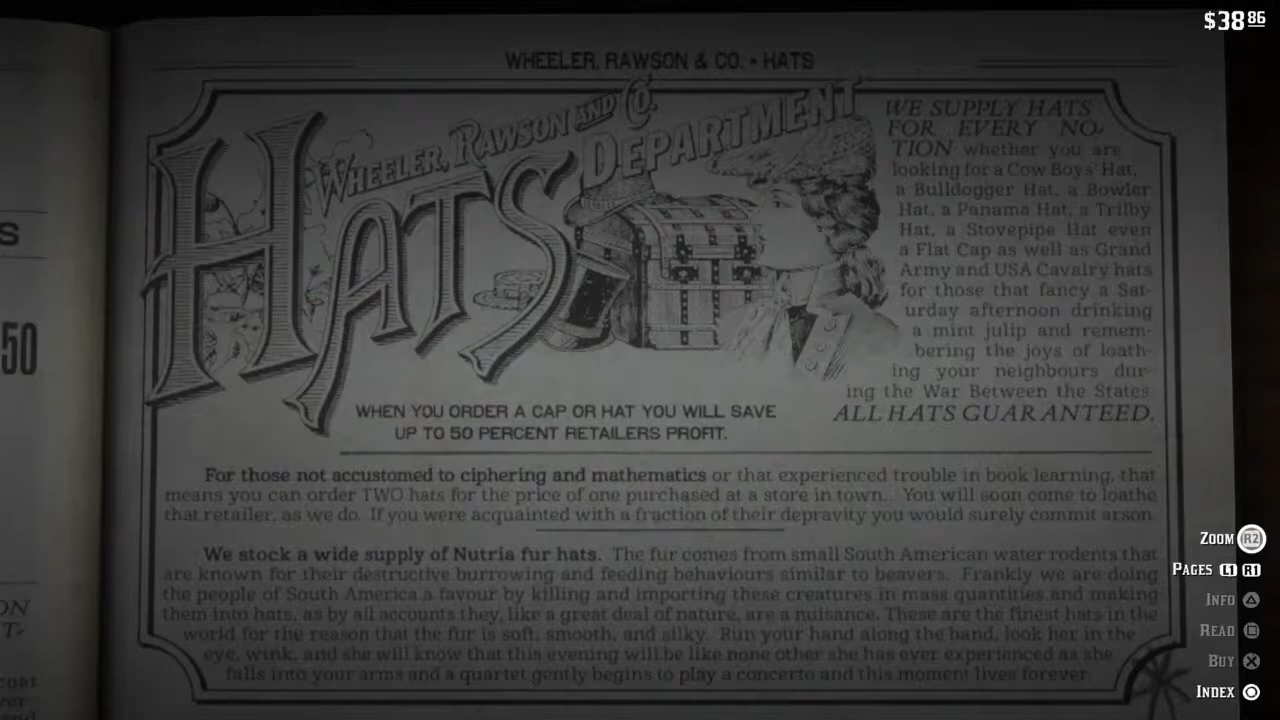 $38 86
WHEELER, RAWSON & CO. • HATS
WHEELER, RAWSON AND CO.
HATS DEPARTMENT
WE SUPPLY HATS
FOR EVERY NO-
TION whether you are
looking for a Cow Boys' Hat,
a Bulldogger Hat, a Bowler
Hat, a Panama Hat, a Trilby
Hat, a Stovepipe Hat even
a Flat Cap as well as Grand
Army and USA Cavalry hats
for those that fancy a Sat-
urday afternoon drinking
a mint julip and remem-
bering the joys of loath-
ing your neighbours dur-
ing the War Between the States.
ALL HATS GUARANTEED.
WHEN YOU ORDER A CAP OR HAT YOU WILL SAVE
UP TO 50 PERCENT RETAILERS PROFIT.
For those not accustomed to ciphering and mathematics or that experienced trouble in book learning, that
means you can order TWO hats for the price of one purchased at a store in town. You will soon come to loathe
that retailer, as we do. If you were acquainted with a fraction of their depravity you would surely commit arson.
We stock a wide supply of Nutria fur hats. The fur comes from small South American water rodents that
are known for their destructive burrowing and feeding behaviours similar to beavers. Frankly we are doing
the people of South America a favour by killing and importing these creatures in mass quantities and making
them into hats, as by all accounts they, like a great deal of nature, are a nuisance. These are the finest hats in the
world for the reason that the fur is soft, smooth, and silky. Run your hand along the band, look her in the
eye, wink, and she will know that this evening will be like none other she has ever experienced as she
falls into your arms and a quartet gently begins to play a concerto and this moment lives forever.
S
50
ON
T-
coat
ver
and
ZOOM R2
PAGES L1 R1
INFO
READ
BUY
INDEX